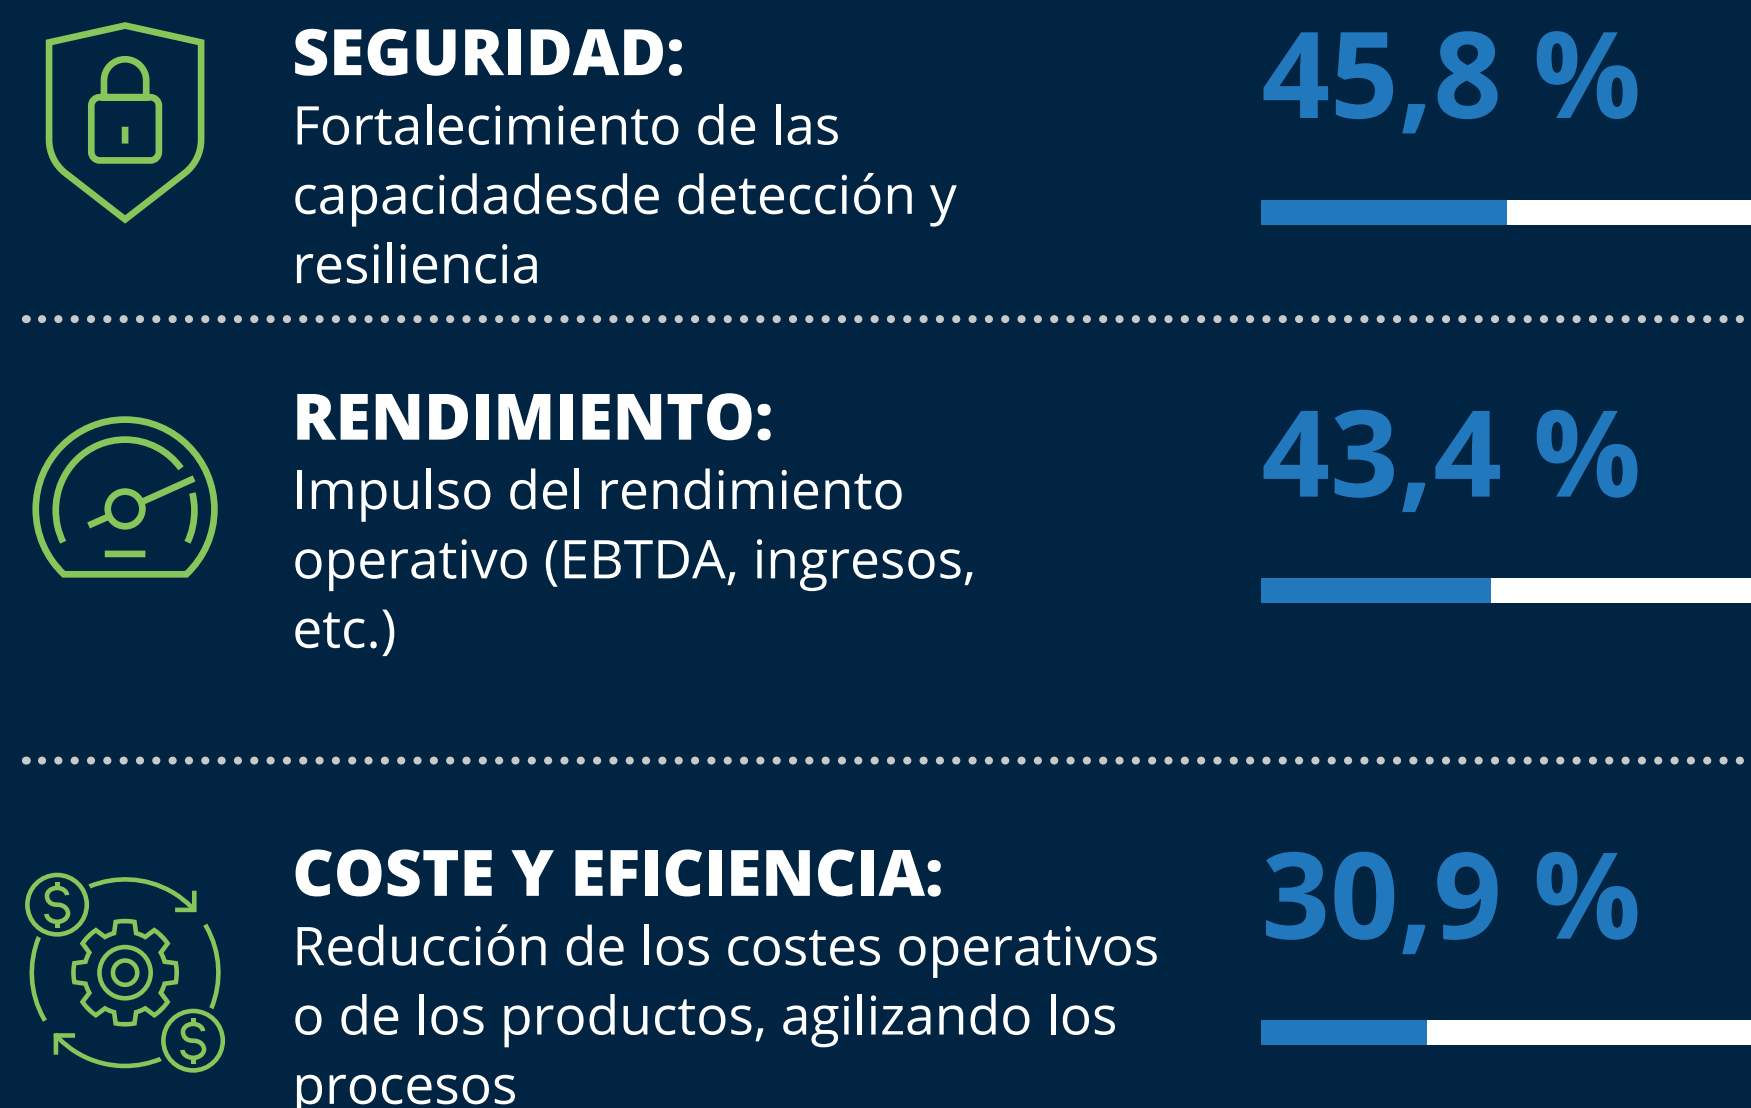 SEGURIDAD:
Fortalecimiento de las
capacidadesde detección y
resiliencia
45,8 %
RENDIMIENTO:
Impulso del rendimiento
operativo (EBTDA, ingresos,
etc.)
43,4 %
COSTE Y EFICIENCIA:
Reducción de los costes operativos
o de los productos, agilizando los
procesos
30,9 %
$
$